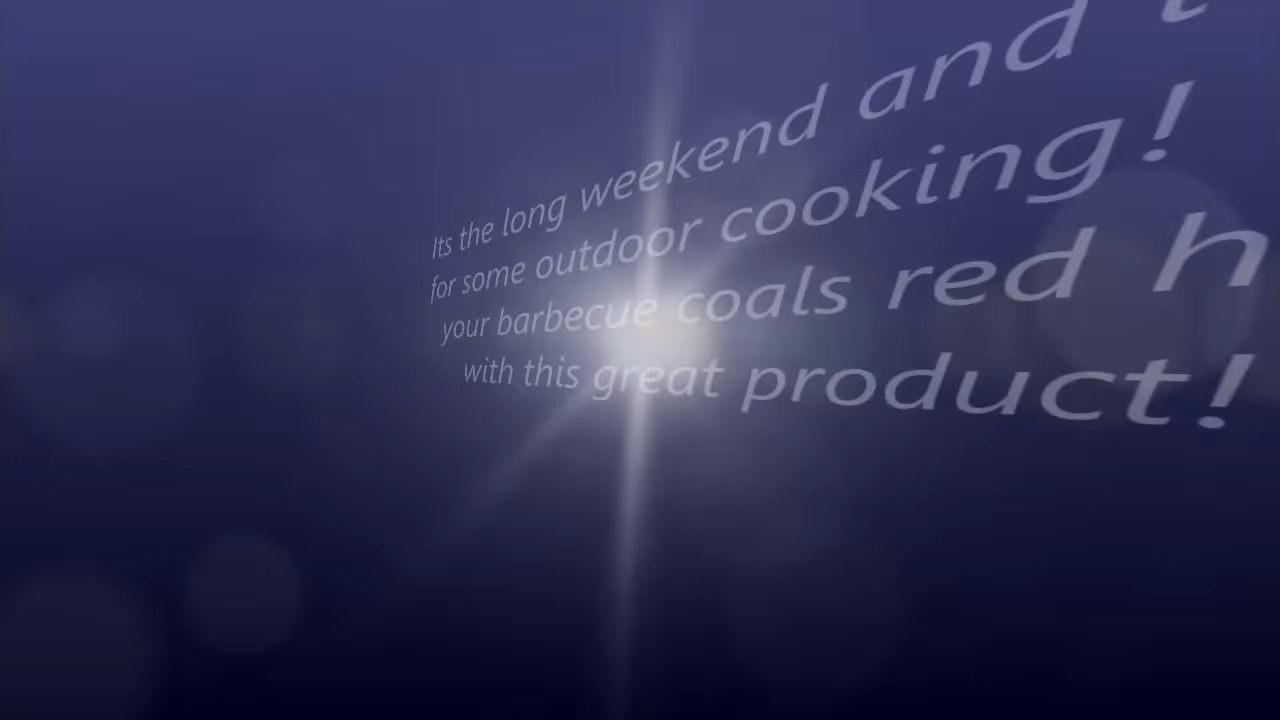 Its the long weekend and
for some outdoor cooking!
your barbecue coals red
with this great product!